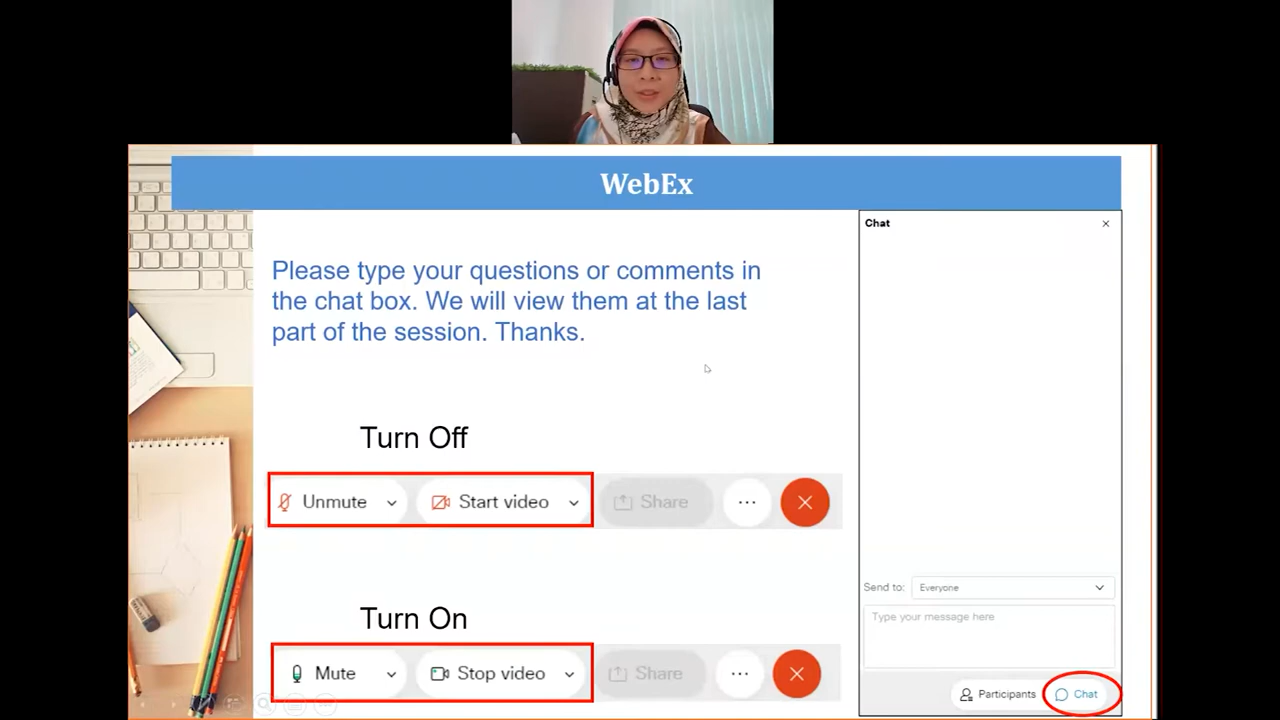 WebEx
Please type your questions or comments in
the chat box. We will view them at the last
part of the session. Thanks.
Turn Off
Unmute
Start video
Share
Turn On
Mute
Stop video
Share
Chat
Send to: Everyone
Type your message here
Participants
Chat